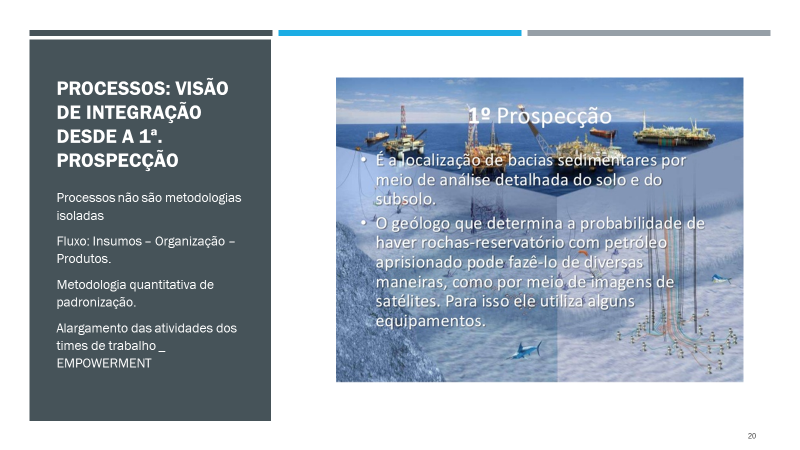 PROCESSOS: VISÃO
DE INTEGRAÇÃO
DESDE A 1ª.
PROSPECÇÃO
Processos não são metodologias
isoladas
Fluxo: Insumos – Organização –
Produtos.
Metodologia quantitativa de
padronização.
Alargamento das atividades dos
times de trabalho _
EMPOWERMENT
1º Prospecção
• É a localização de bacias sedimentares por
meio de análise detalhada do solo e do
subsolo.
• O geólogo que determina a probabilidade de
haver rochas-reservatório com petróleo
aprisionado pode fazê-lo de diversas
maneiras, como por meio de imagens de
satélites. Para isso ele utiliza alguns
equipamentos.
20